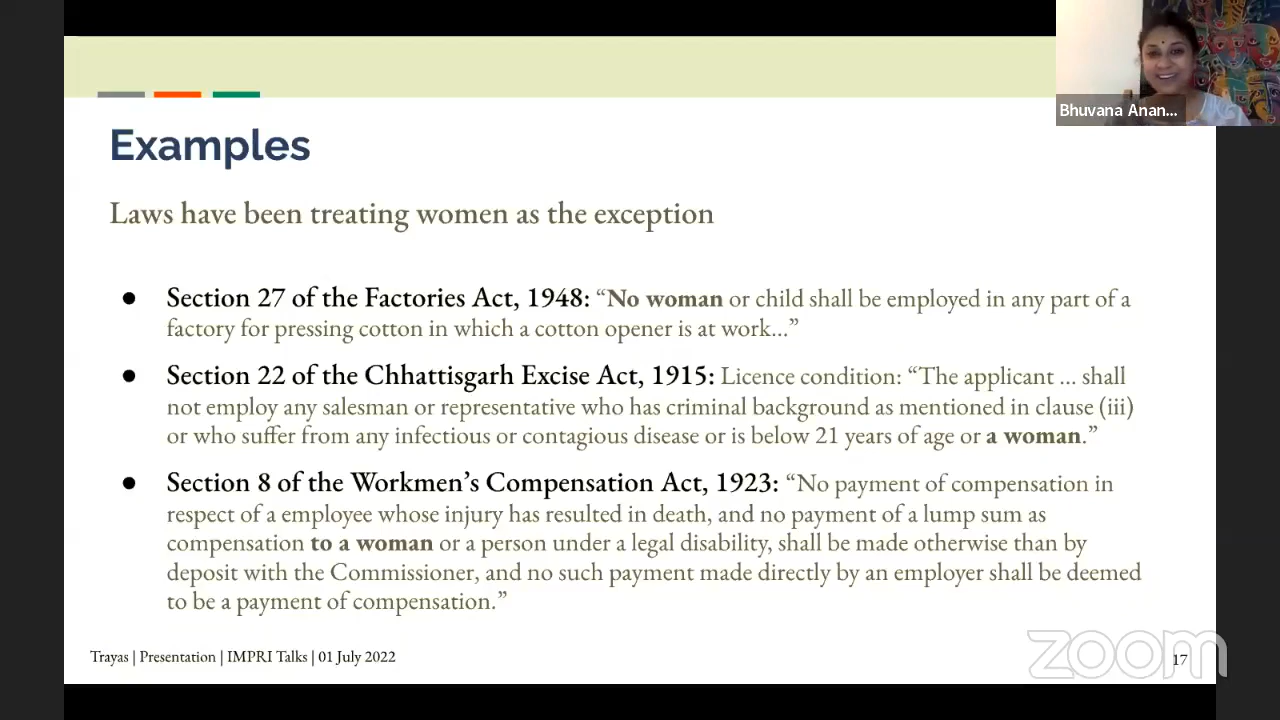 Bhuvana Anan...
Examples
Laws have been treating women as the exception
● Section 27 of the Factories Act, 1948: “No woman or child shall be employed in any part of a
factory for pressing cotton in which a cotton opener is at work...”
● Section 22 of the Chhattisgarh Excise Act, 1915: Licence condition: “The applicant ... shall
not employ any salesman or representative who has criminal background as mentioned in clause (iii)
or who suffer from any infectious or contagious disease or is below 21 years of age or a woman.”
● Section 8 of the Workmen’s Compensation Act, 1923: “No payment of compensation in
respect of a employee whose injury has resulted in death, and no payment of a lump sum as
compensation to a woman or a person under a legal disability, shall be made otherwise than by
deposit with the Commissioner, and no such payment made directly by an employer shall be deemed
to be a payment of compensation.”
Trayas | Presentation | IMPRI Talks | 01 July 2022
zoom
17